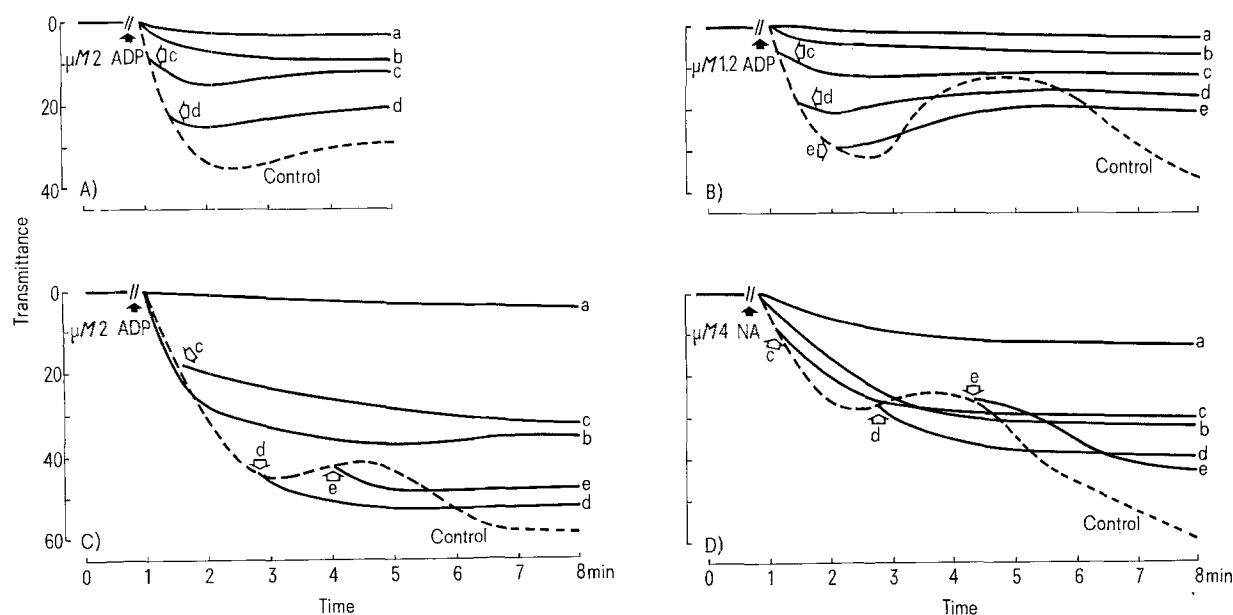 0
20
40
μM 2 ADP
c
d
a
b
c
d
Control
A)
μM 1.2 ADP
c
d
e
a
b
c
d
e
Control
B)
Transmittance
0
20
40
60
μM 2 ADP
c
d
e
a
c
b
e
d
Control
C)
0 1 2 3 4 5 6 7 8 min
Time
μM 4 NA
c
d
e
a
c
b
d
e
Control
D)
0 1 2 3 4 5 6 7 8 min
Time